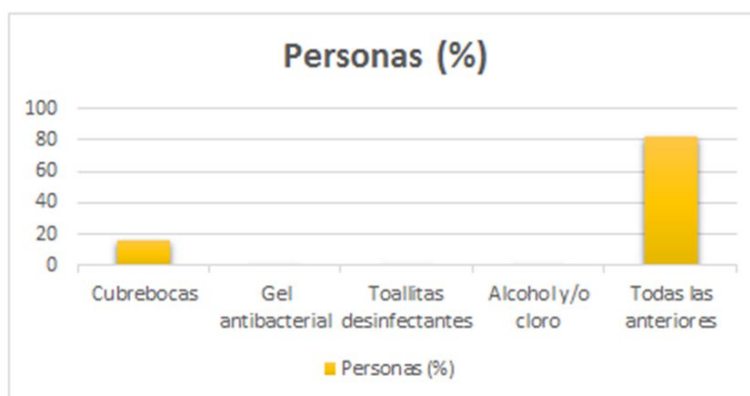 Personas (%)
100
80
60
40
20
0
Cubrebocas
Gel
antibacterial
Toallitas
desinfectantes
Alcohol y/o
cloro
Todas las
anteriores
Personas (%)